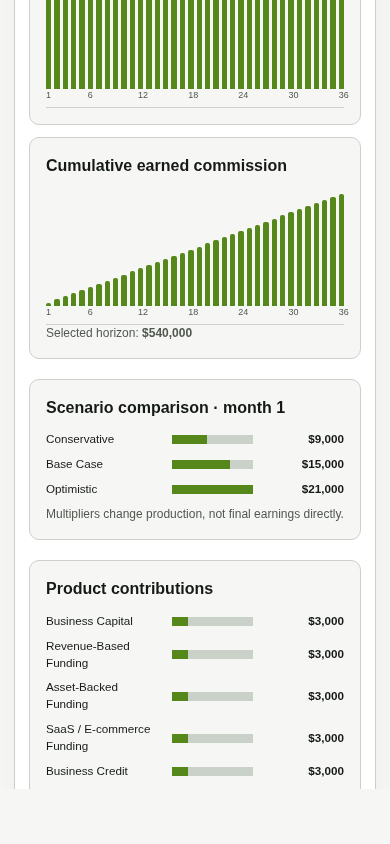 1 6 12 18 24 30 36
Cumulative earned commission
1 6 12 18 24 30 36
Selected horizon: $540,000
Scenario comparison · month 1
Conservative $9,000
Base Case $15,000
Optimistic $21,000
Multipliers change production, not final earnings directly.
Product contributions
Business Capital $3,000
Revenue-Based
Funding $3,000
Asset-Backed
Funding $3,000
SaaS / E-commerce
Funding $3,000
Business Credit $3,000